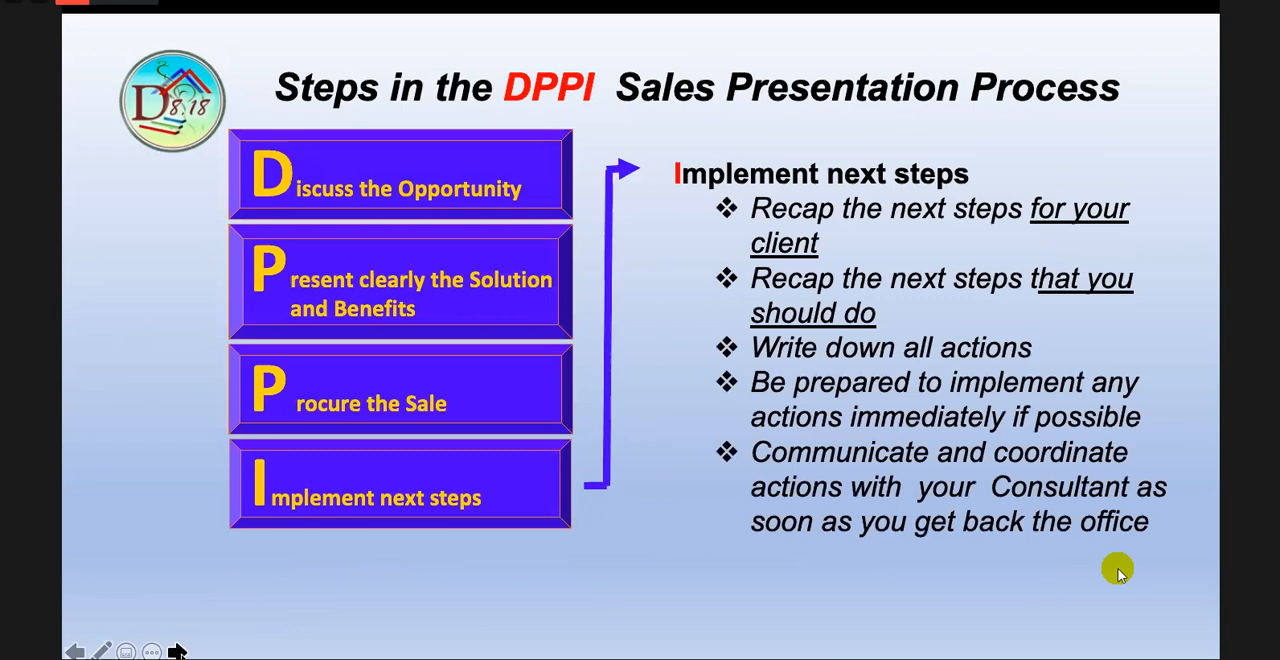 D8:18
Steps in the DPPI Sales Presentation Process
Discuss the Opportunity
Present clearly the Solution
and Benefits
Procure the Sale
Implement next steps
Implement next steps
❖ Recap the next steps for your
client
❖ Recap the next steps that you
should do
❖ Write down all actions
❖ Be prepared to implement any
actions immediately if possible
❖ Communicate and coordinate
actions with your Consultant as
soon as you get back the office